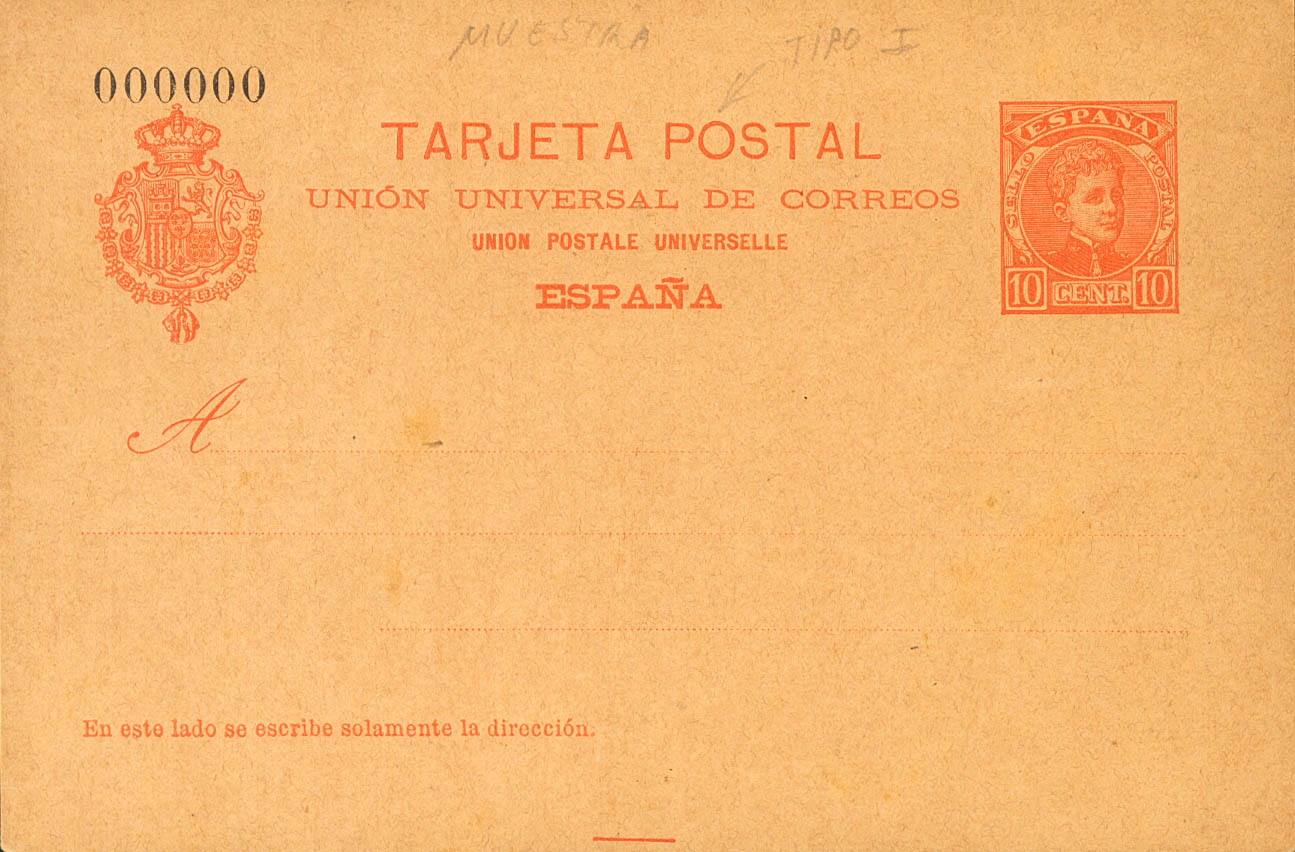 MUESTRA
TIPO I
000000
TARJETA POSTAL
UNIÓN UNIVERSAL DE CORREOS
UNION POSTALE UNIVERSELLE
ESPAÑA
ESPAÑA
SELLO POSTAL
10 CENT. 10
A
En este lado se escribe solamente la dirección.